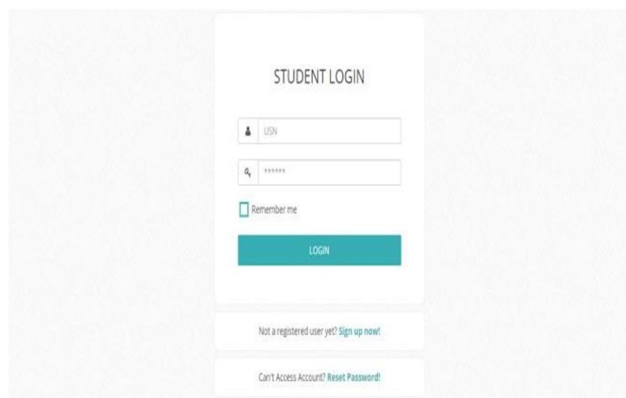 STUDENT LOGIN
USN
******
Remember me
LOGIN
Not a registered user yet? Sign up now!
Can't Access Account? Reset Password!